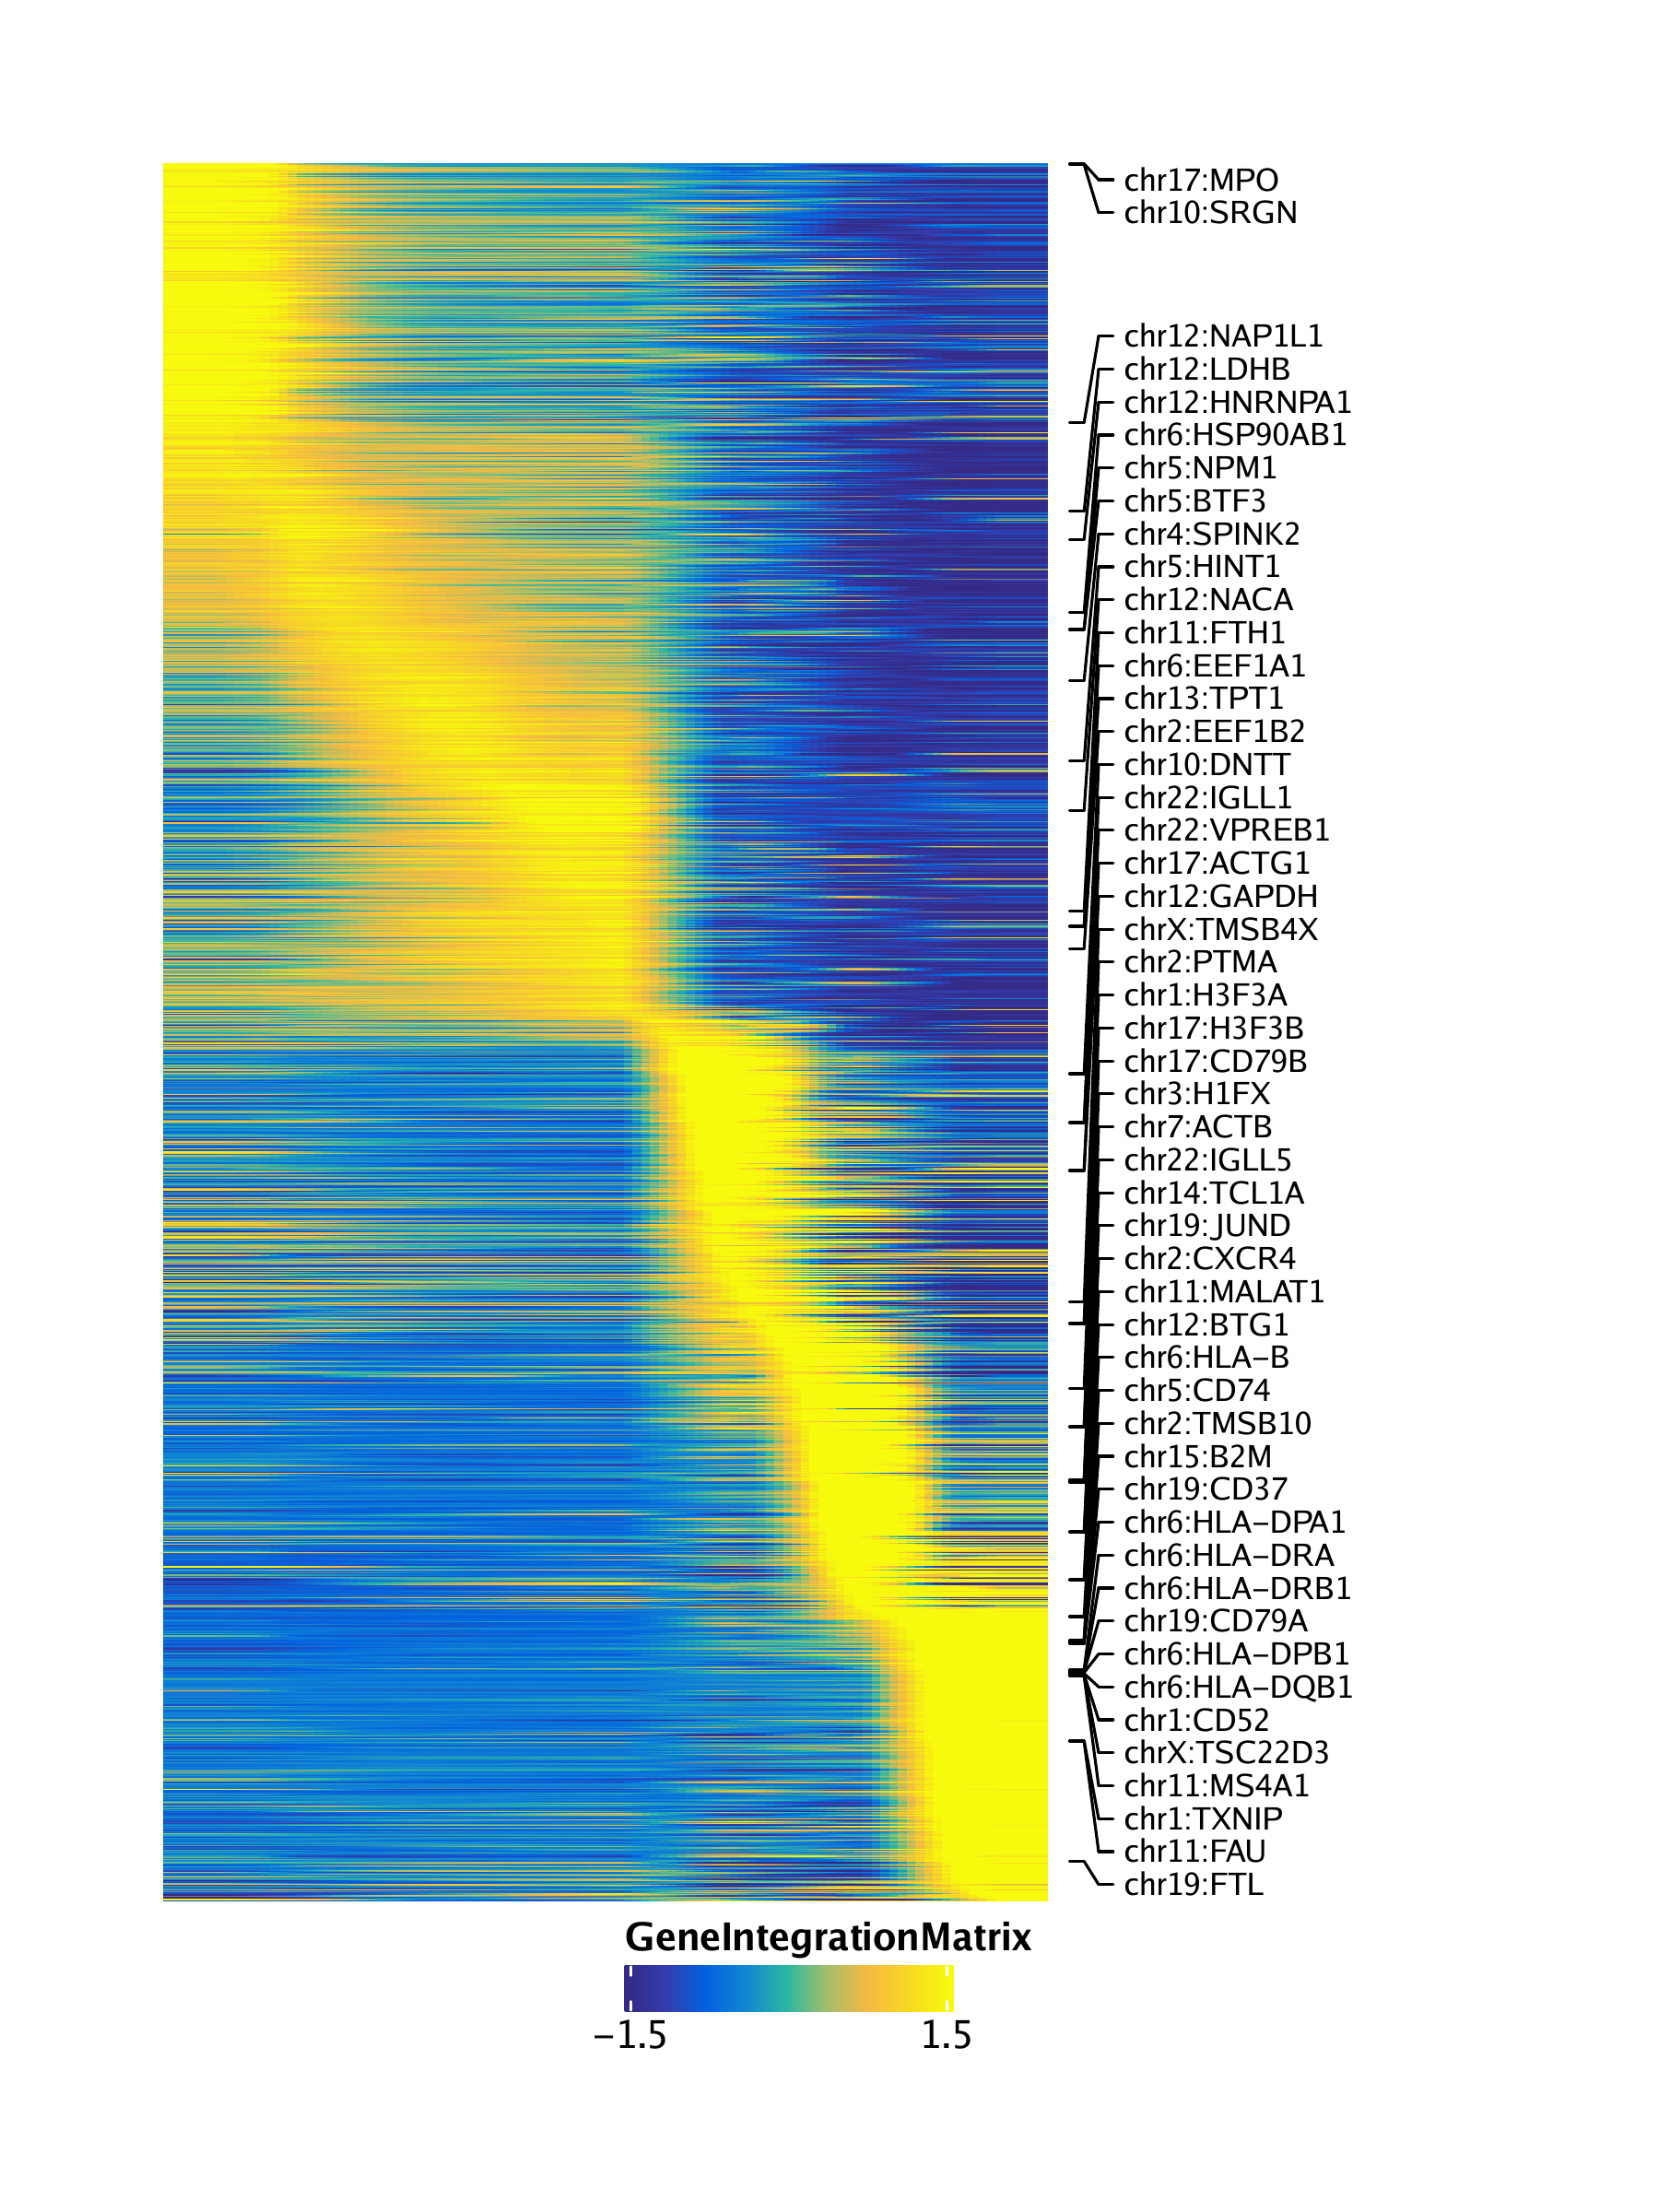 chr17:MPO
chr10:SRGN
chr12:NAP1L1
chr12:LDHB
chr12:HNRNPA1
chr6:HSP90AB1
chr5:NPM1
chr5:BTF3
chr4:SPINK2
chr5:HINT1
chr12:NACA
chr11:FTH1
chr6:EEF1A1
chr13:TPT1
chr2:EEF1B2
chr10:DNTT
chr22:IGLL1
chr22:VPREB1
chr17:ACTG1
chr12:GAPDH
chrX:TMSB4X
chr2:PTMA
chr1:H3F3A
chr17:H3F3B
chr17:CD79B
chr3:H1FX
chr7:ACTB
chr22:IGLL5
chr14:TCL1A
chr19:JUND
chr2:CXCR4
chr11:MALAT1
chr12:BTG1
chr6:HLA−B
chr5:CD74
chr2:TMSB10
chr15:B2M
chr19:CD37
chr6:HLA−DPA1
chr6:HLA−DRA
chr6:HLA−DRB1
chr19:CD79A
chr6:HLA−DPB1
chr6:HLA−DQB1
chr1:CD52
chrX:TSC22D3
chr11:MS4A1
chr1:TXNIP
chr11:FAU
chr19:FTL
GeneIntegrationMatrix
−1.5 1.5